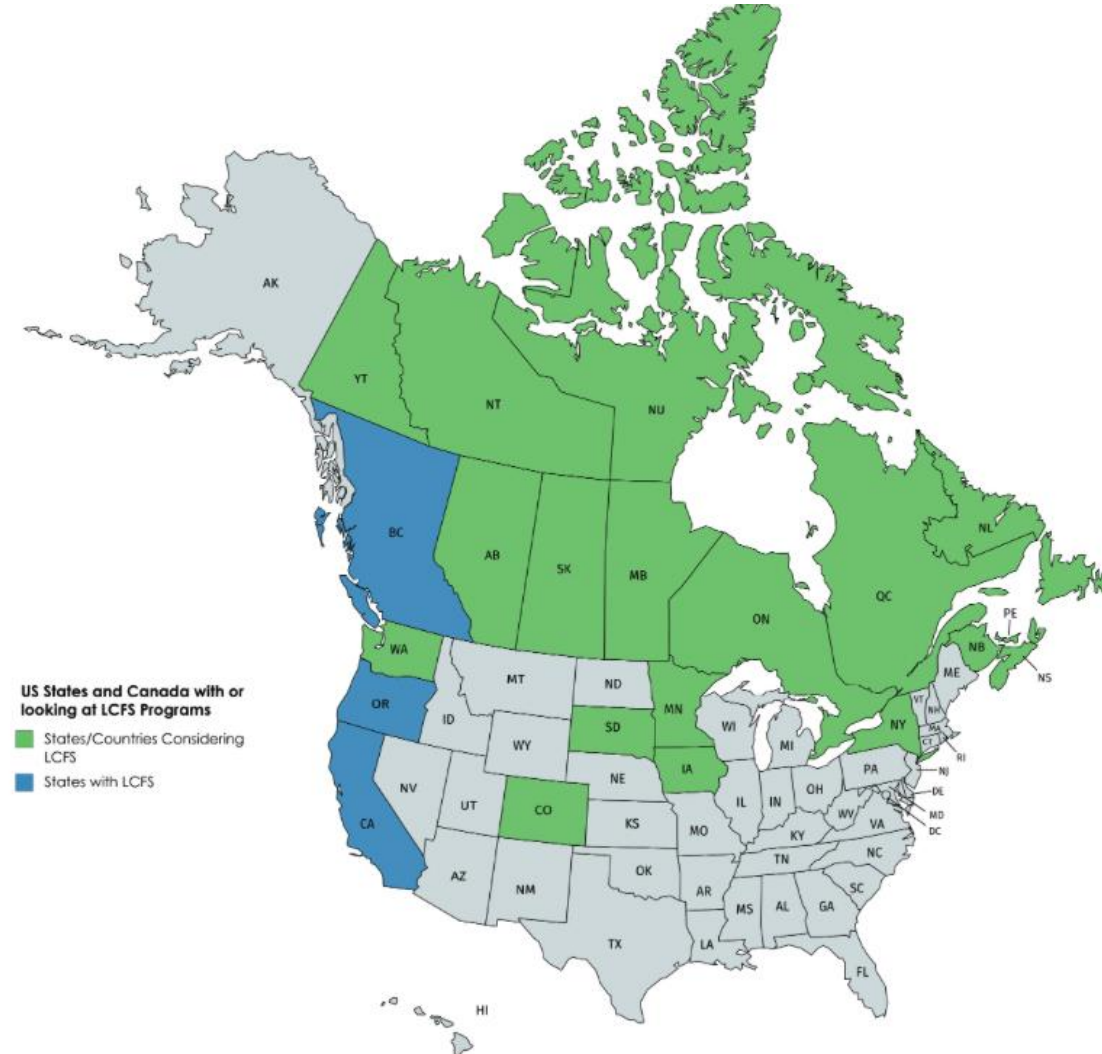 AK
YT
NT
NU
BC
AB
SK
MB
ON
QC
NL
PE
NB
NS
WA
OR
CA
MT
ID
NV
WY
UT
AZ
CO
NM
ND
SD
NE
KS
OK
TX
MN
IA
MO
AR
LA
WI
IL
MI
IN
OH
KY
TN
MS
AL
GA
FL
SC
NC
VA
WV
PA
NY
VT
NH
ME
MA
CT
RI
NJ
DE
MD
DC
HI
US States and Canada with or
looking at LCFS Programs
States/Countries Considering
LCFS
States with LCFS